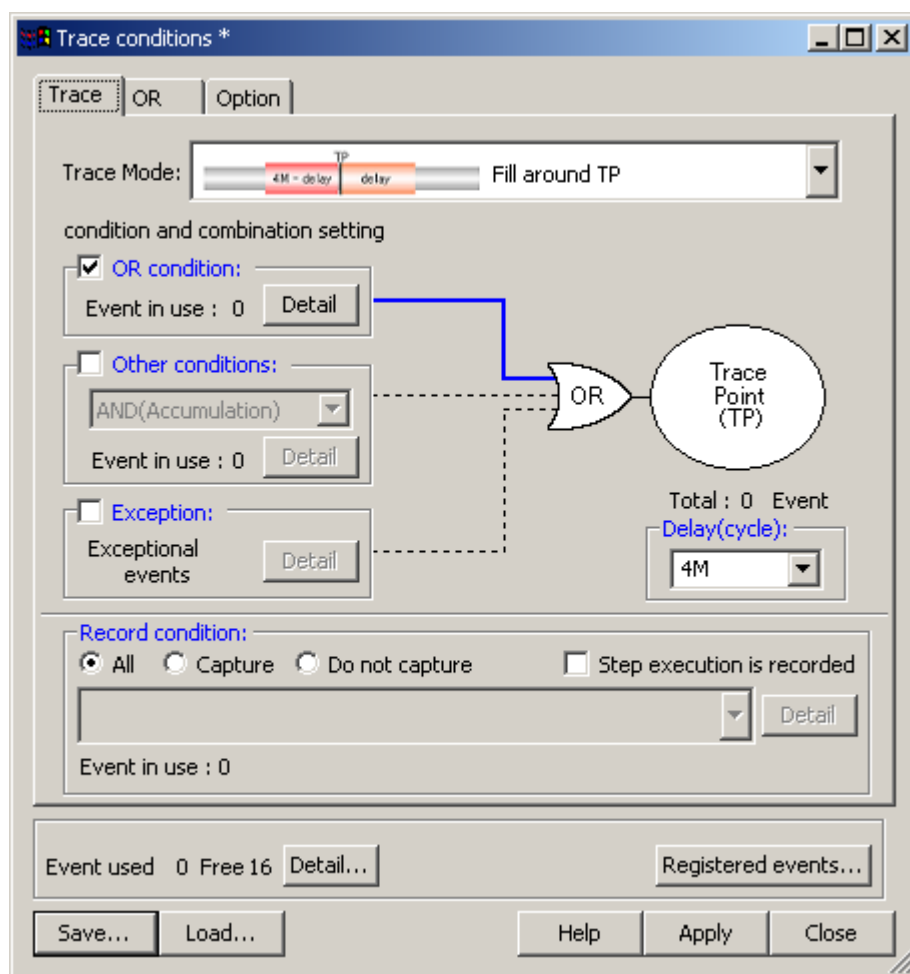 Trace conditions *
Trace OR Option
Trace Mode: 4M - delay TP delay Fill around TP
condition and combination setting
OR condition:
Event in use : 0 Detail
Other conditions:
AND(Accumulation)
Event in use : 0 Detail
Exception:
Exceptional events Detail
OR
Trace
Point
(TP)
Total : 0 Event
Delay(cycle):
4M
Record condition:
All Capture Do not capture Step execution is recorded
Detail
Event in use : 0
Event used 0 Free 16 Detail... Registered events...
Save... Load... Help Apply Close